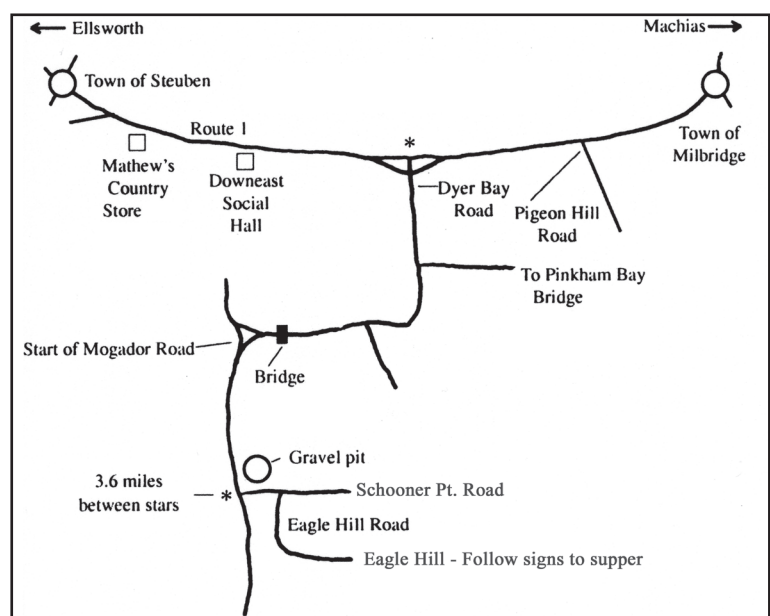 Ellsworth
Machias
Town of Steuben
Route 1
*
Town of
Milbridge
Mathew's
Country
Store
Downeast
Social
Hall
Dyer Bay
Road
Pigeon Hill
Road
To Pinkham Bay
Bridge
Start of Mogador Road
Bridge
Gravel pit
3.6 miles
between stars
*
Schooner Pt. Road
Eagle Hill Road
Eagle Hill - Follow signs to supper